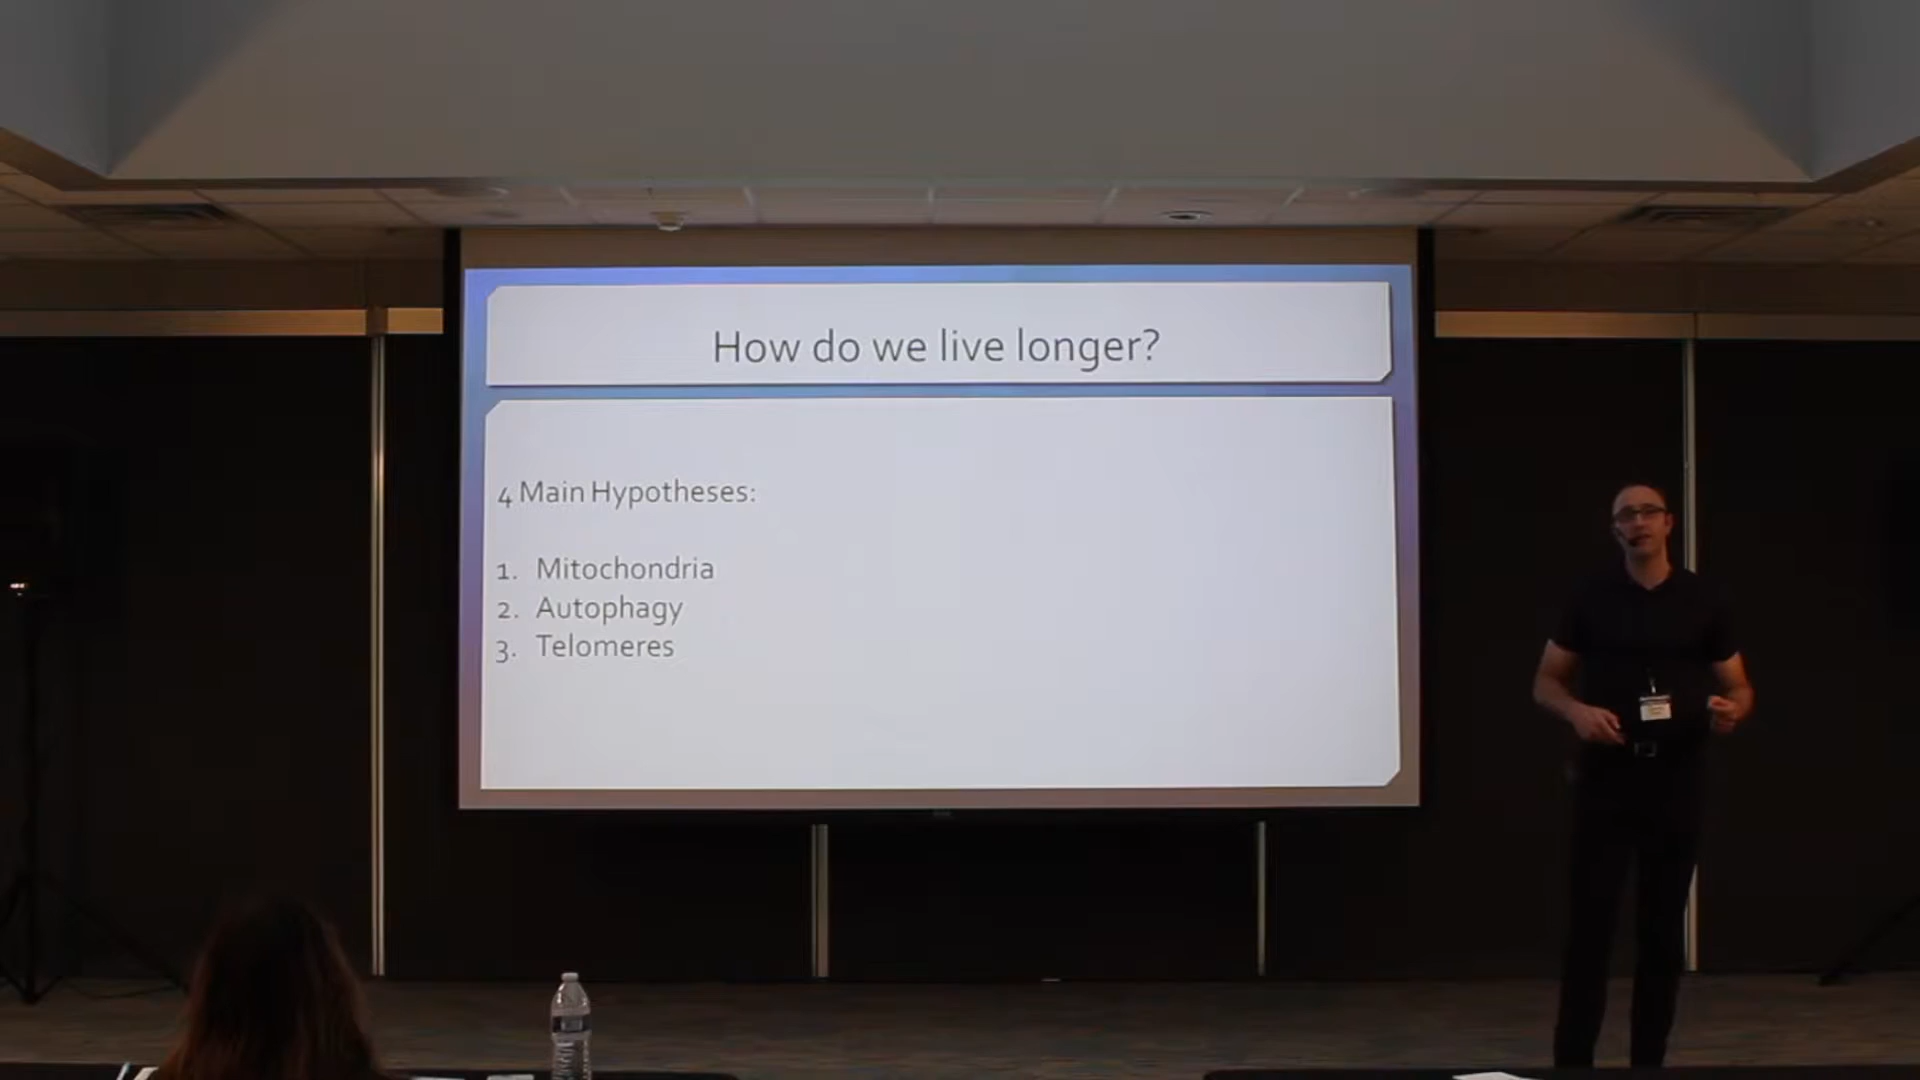 How do we live longer?
4 Main Hypotheses:
1. Mitochondria
2. Autophagy
3. Telomeres